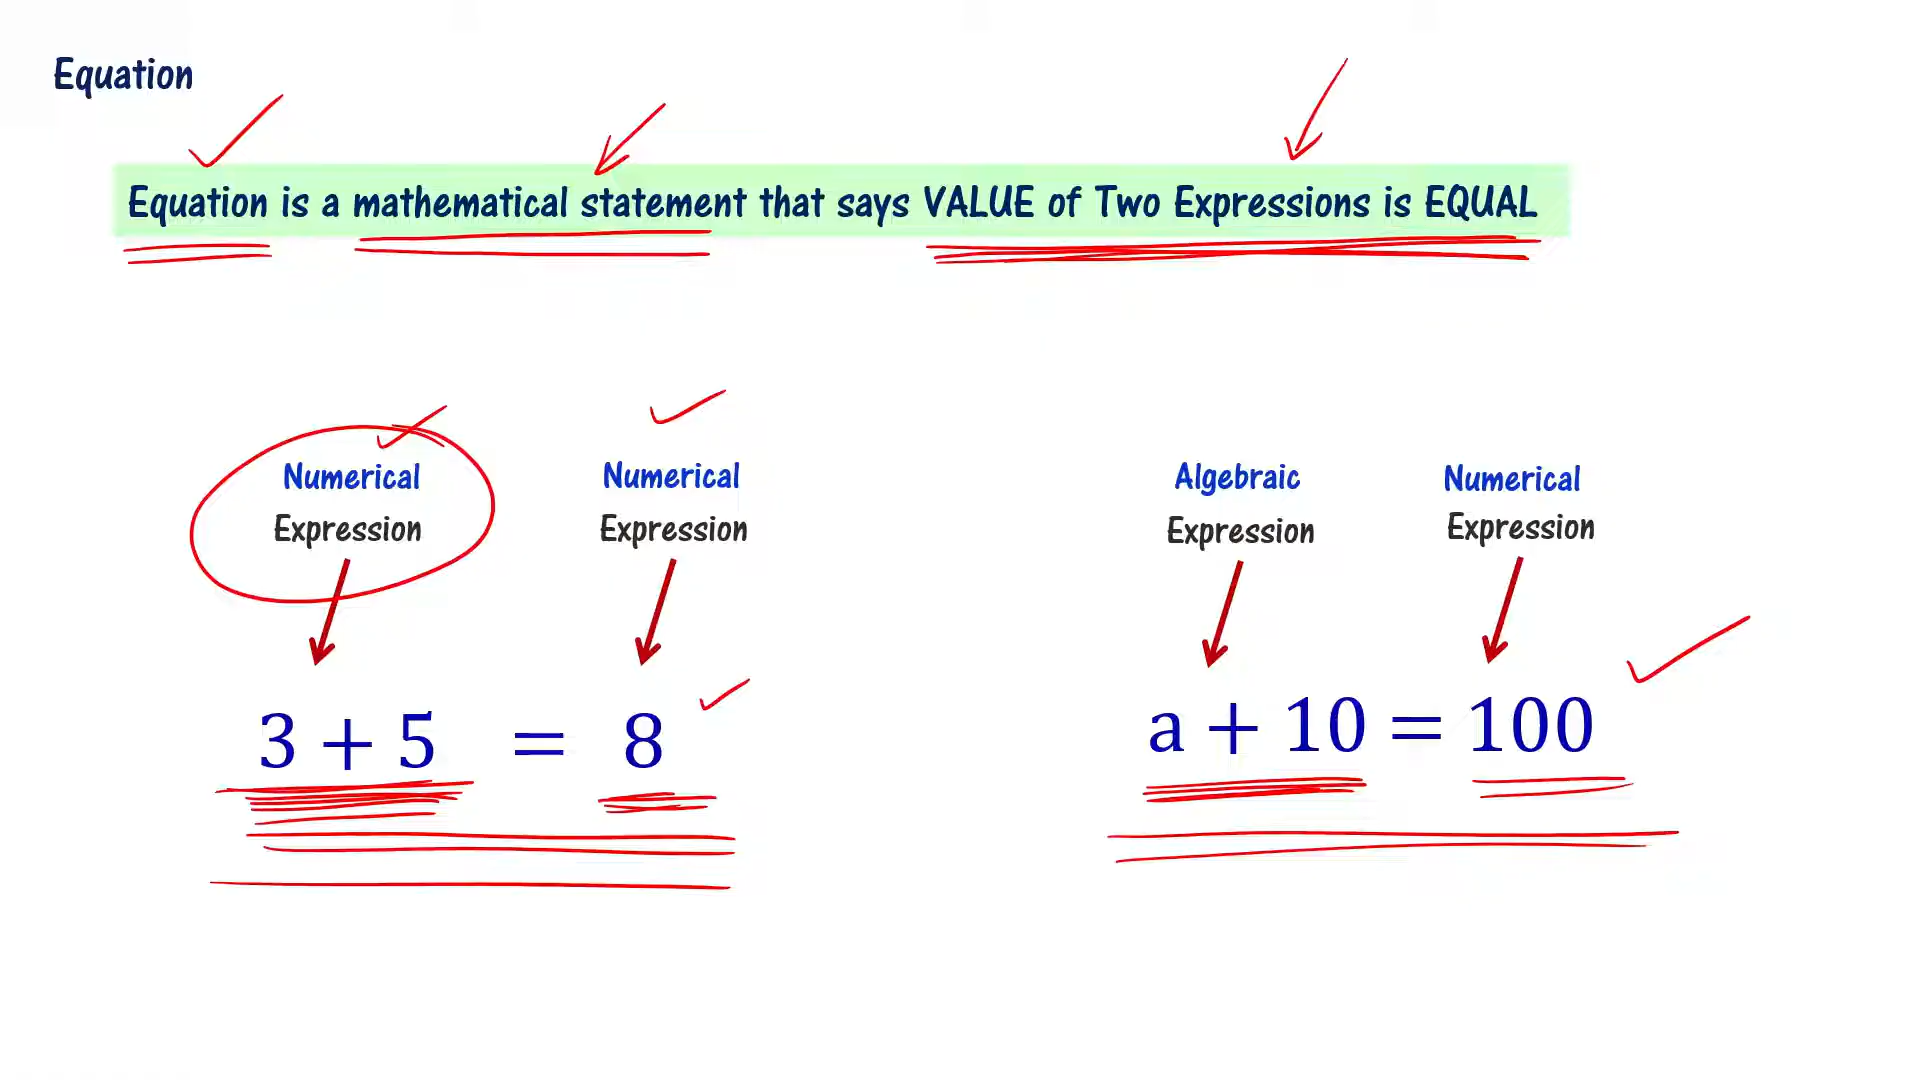 Equation
Equation is a mathematical statement that says VALUE of Two Expressions is EQUAL
Numerical
Expression
Numerical
Expression
Algebraic
Expression
Numerical
Expression
3 + 5 = 8
a + 10 = 100